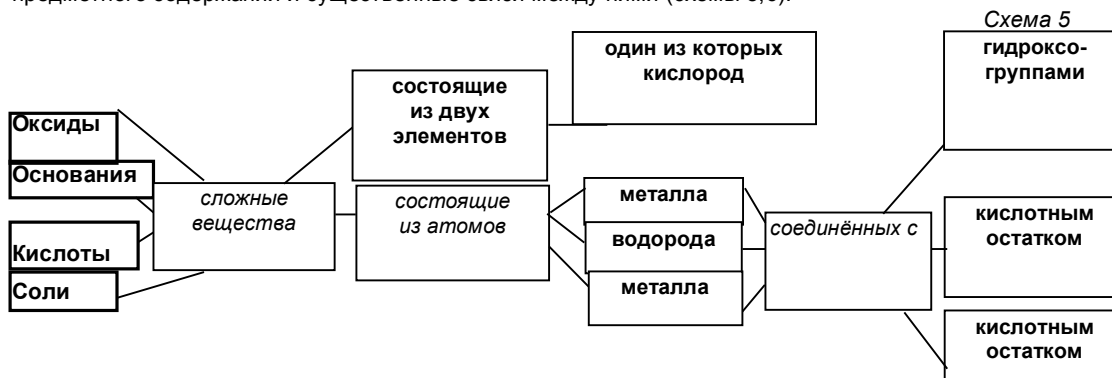 предметного содержания и существенные связи между ними (схемы 5,6).
Схема 5
один из которых
кислород
гидроксо-
группами
состоящие
из двух
элементов
Оксиды
Основания
Кислоты
Соли
сложные
вещества
состоящие
из атомов
металла
водорода
металла
соединённых с
кислотным
остатком
кислотным
остатком